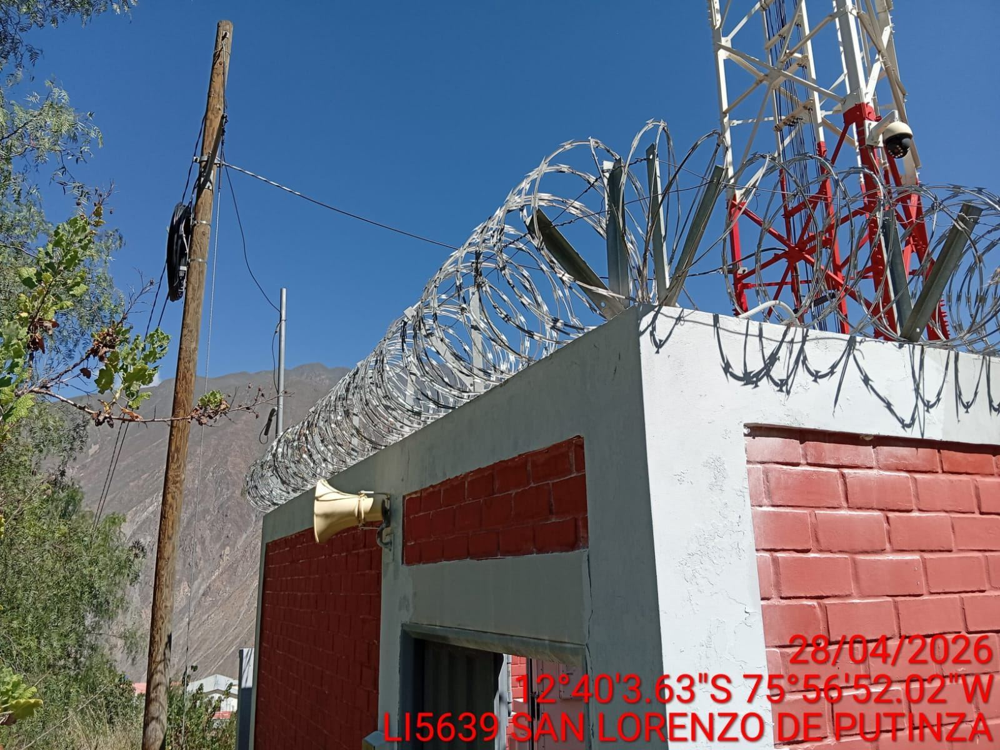 28/04/2026
12°40'3.63"S 75°56'52.02"W
LI5639 SAN LORENZO DE PUTINZA